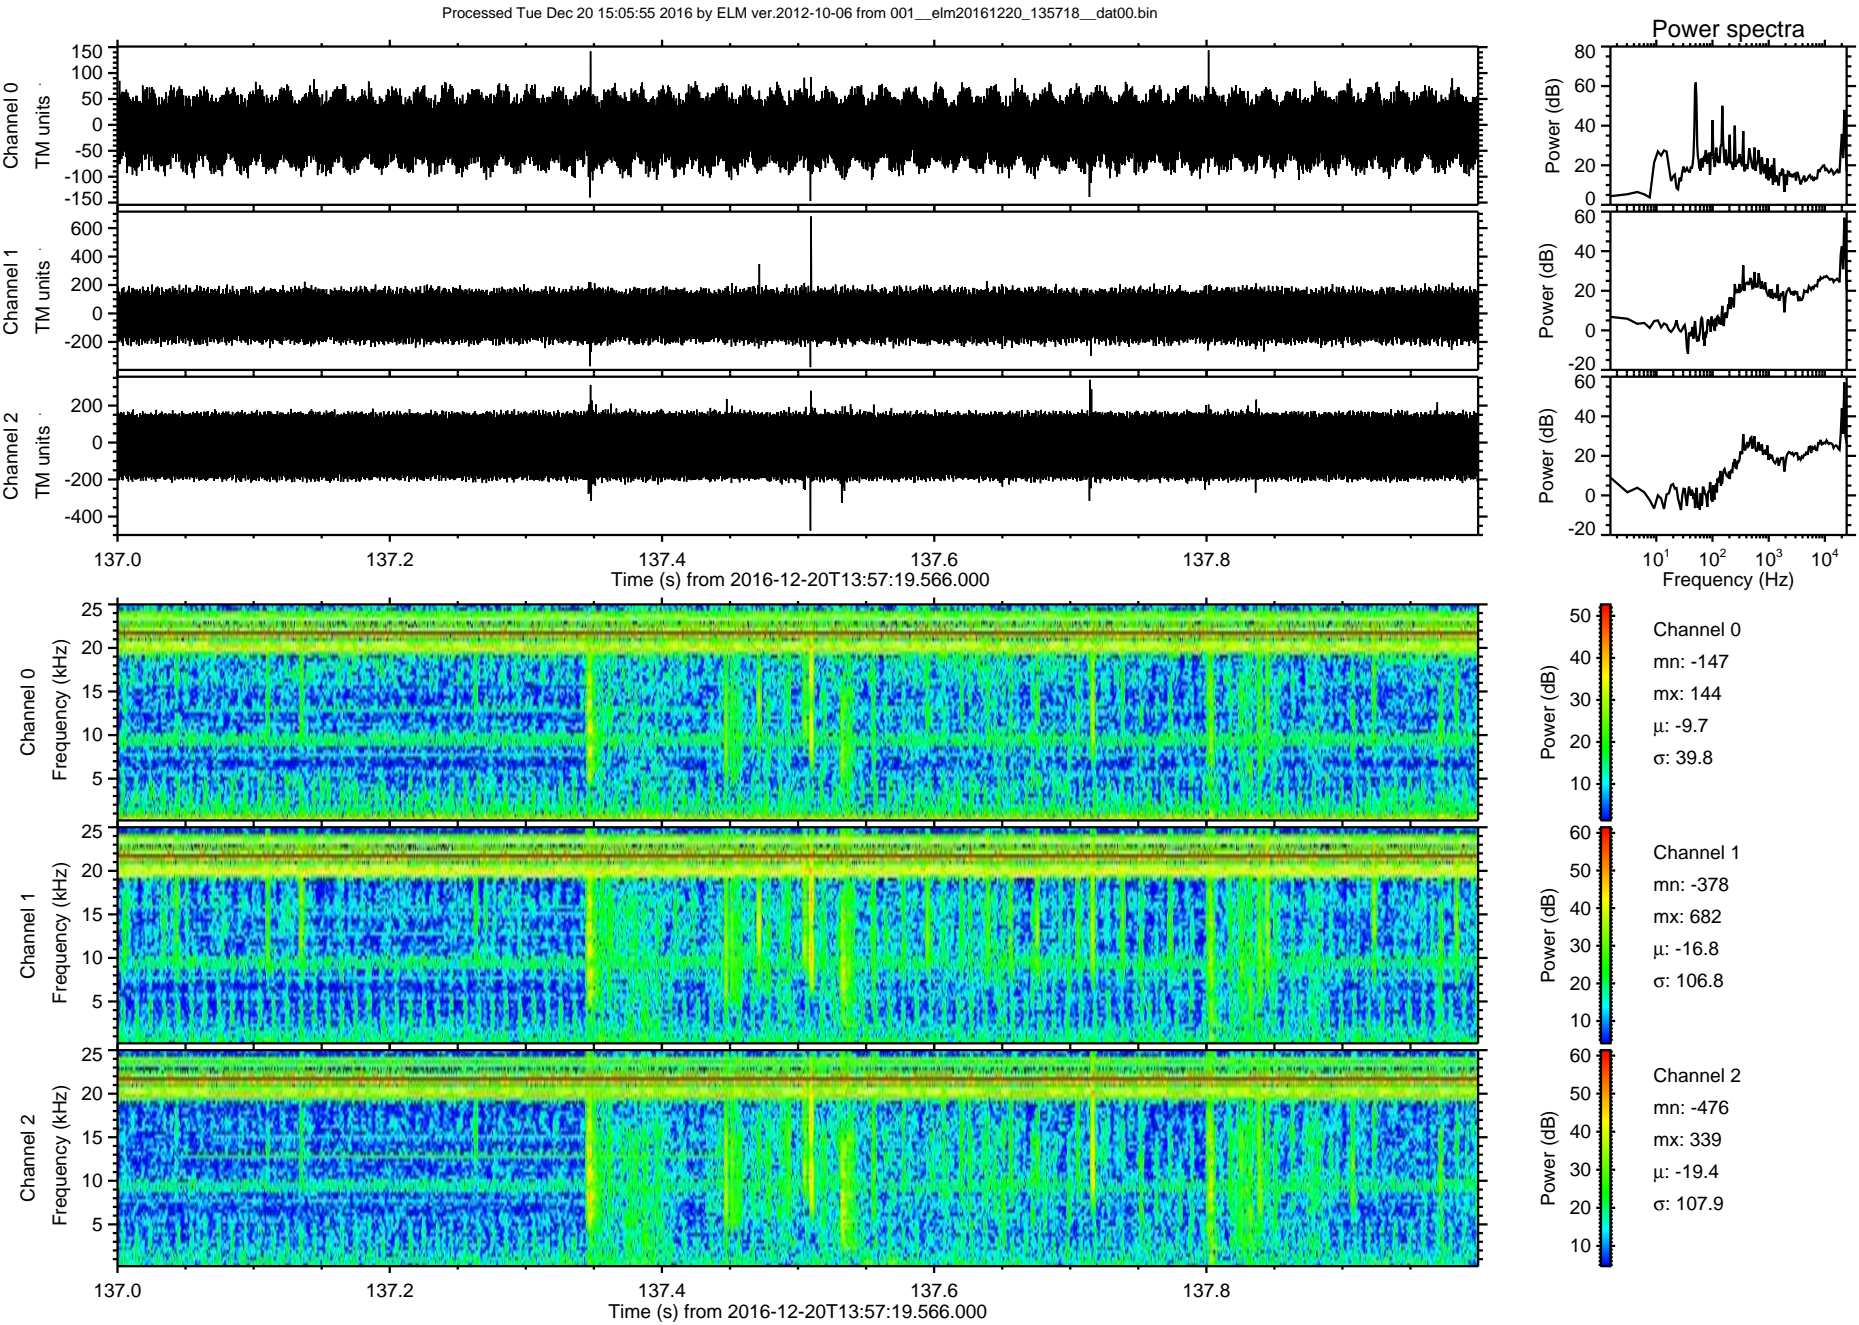 Processed Tue Dec 20 15:05:55 2016 by ELM ver.2012-10-06 from 001__elm20161220_135718__dat00.bin
Power spectra
Channel 0
TM units
150
100
50
0
-50
-100
-150
Power (dB)
80
60
40
20
0
Channel 1
TM units
600
400
200
0
-200
Power (dB)
60
40
20
0
-20
Channel 2
TM units
200
0
-200
-400
Power (dB)
60
40
20
0
-20
137.0 137.2 137.4 137.6 137.8
Time (s) from 2016-12-20T13:57:19.566.000
10^1 10^2 10^3 10^4
Frequency (Hz)
Channel 0
Frequency (kHz)
25
20
15
10
5
Power (dB)
50
40
30
20
10
Channel 0
mn: -147
mx: 144
μ: -9.7
σ: 39.8
Channel 1
Frequency (kHz)
25
20
15
10
5
Power (dB)
60
50
40
30
20
10
Channel 1
mn: -378
mx: 682
μ: -16.8
σ: 106.8
Channel 2
Frequency (kHz)
25
20
15
10
5
Power (dB)
60
50
40
30
20
10
Channel 2
mn: -476
mx: 339
μ: -19.4
σ: 107.9
137.0 137.2 137.4 137.6 137.8
Time (s) from 2016-12-20T13:57:19.566.000